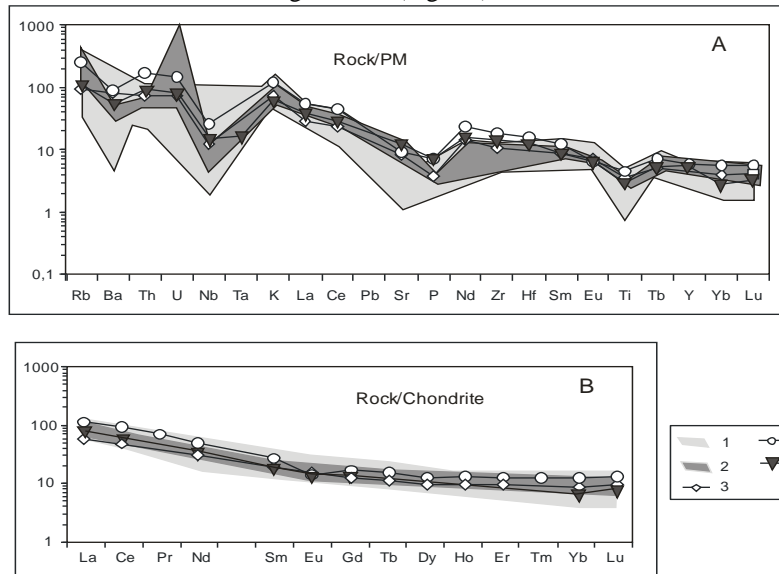 1000
A
Rock/PM
100
10
1
0,1
Rb Ba Th U Nb Ta K La Ce Pb Sr P Nd Zr Hf Sm Eu Ti Tb Y Yb Lu
1000
B
Rock/Chondrite
100
10
1
La Ce Pr Nd Sm Eu Gd Tb Dy Ho Er Tm Yb Lu
1
2
3